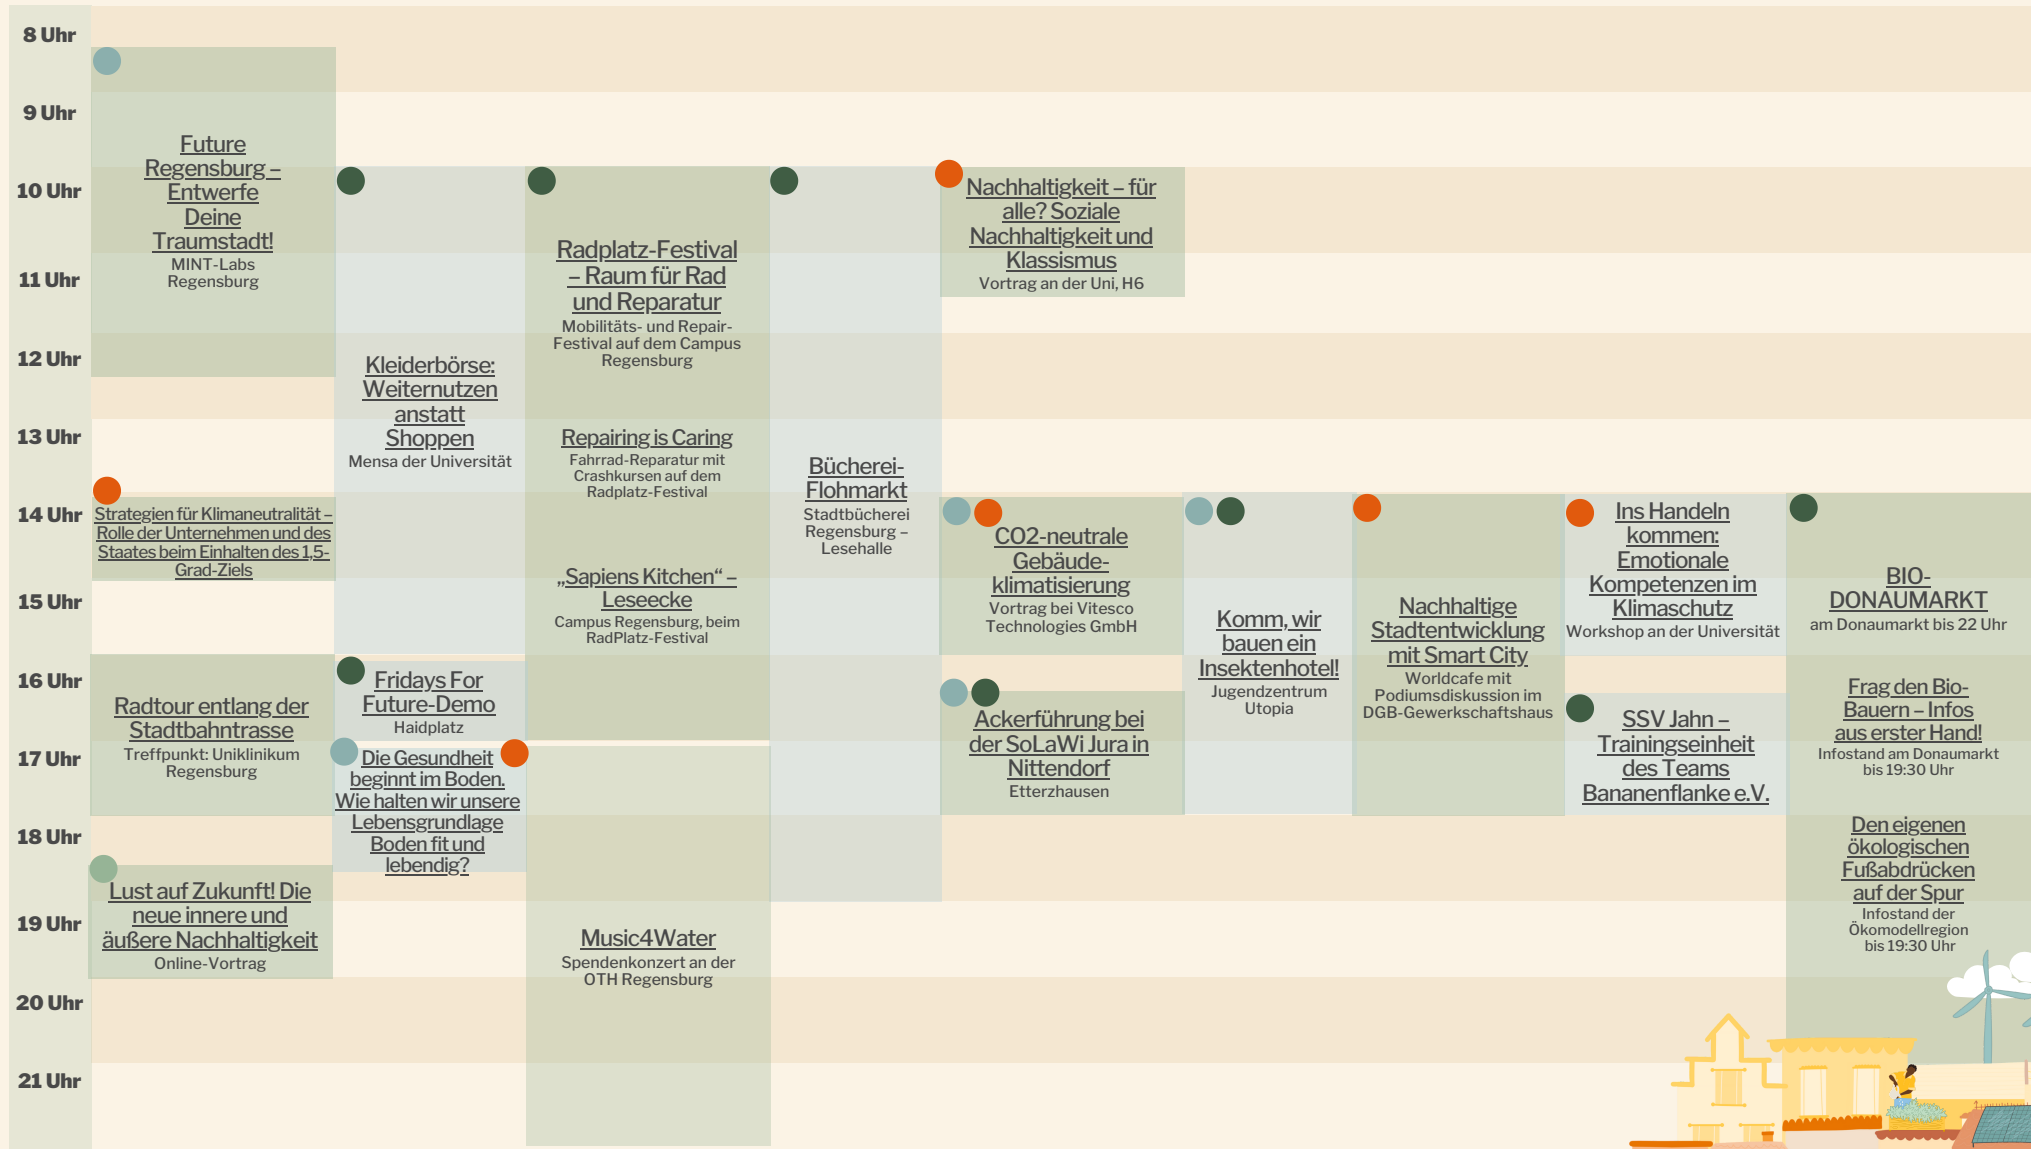 8 Uhr
9 Uhr
10 Uhr
11 Uhr
12 Uhr
13 Uhr
14 Uhr
15 Uhr
16 Uhr
17 Uhr
18 Uhr
19 Uhr
20 Uhr
21 Uhr
Future
Regensburg –
Entwerfe
Deine
Traumstadt!
MINT-Labs
Regensburg
Strategien für Klimaneutralität –
Rolle der Unternehmen und des
Staates beim Einhalten des 1,5-
Grad-Ziels
Radtour entlang der
Stadtbahntrasse
Treffpunkt: Uniklinikum
Regensburg
Lust auf Zukunft! Die
neue innere und
äußere Nachhaltigkeit
Online-Vortrag
Kleiderbörse:
Weiternutzen
anstatt
Shoppen
Mensa der Universität
Fridays For
Future-Demo
Haidplatz
Die Gesundheit
beginnt im Boden.
Wie halten wir unsere
Lebensgrundlage
Boden fit und
lebendig?
Radplatz-Festival
– Raum für Rad
und Reparatur
Mobilitäts- und Repair-
Festival auf dem Campus
Regensburg
Repairing is Caring
Fahrrad-Reparatur mit
Crashkursen auf dem
Radplatz-Festival
„Sapiens Kitchen“ –
Leseecke
Campus Regensburg, beim
RadPlatz-Festival
Music4Water
Spendenkonzert an der
OTH Regensburg
Bücherei-
Flohmarkt
Stadtbücherei
Regensburg –
Lesehalle
Nachhaltigkeit – für
alle? Soziale
Nachhaltigkeit und
Klassismus
Vortrag an der Uni, H6
CO2-neutrale
Gebäude-
klimatisierung
Vortrag bei Vitesco
Technologies GmbH
Ackerführung bei
der SoLaWi Jura in
Nittendorf
Etterzhausen
Komm, wir
bauen ein
Insektenhotel!
Jugendzentrum
Utopia
Nachhaltige
Stadtentwicklung
mit Smart City
Worldcafe mit
Podiumsdiskussion im
DGB-Gewerkschaftshaus
Ins Handeln
kommen:
Emotionale
Kompetenzen im
Klimaschutz
Workshop an der Universität
SSV Jahn –
Trainingseinheit
des Teams
Bananenflanke e.V.
BIO-
DONAUMARKT
am Donaumarkt bis 22 Uhr
Frag den Bio-
Bauern – Infos
aus erster Hand!
Infostand am Donaumarkt
bis 19:30 Uhr
Den eigenen
ökologischen
Fußabdrücken
auf der Spur
Infostand der
Ökomodellregion
bis 19:30 Uhr